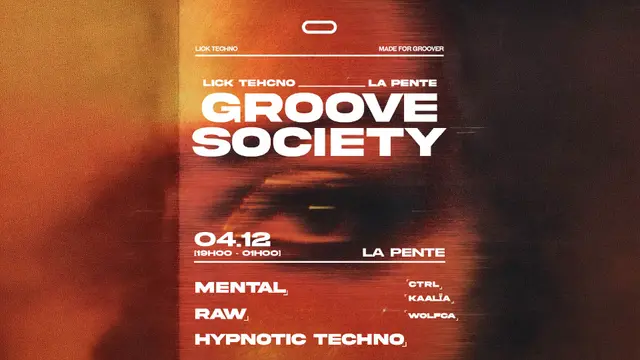 LICK TECHNO MADE FOR GROOVER
LICK TEHCNO LA PENTE
GROOVE
SOCIETY
04.12
[19H00 - 01H00] LA PENTE
MENTAL CTRL
KAALÏA
RAW WOLFCA
HYPNOTIC TECHNO